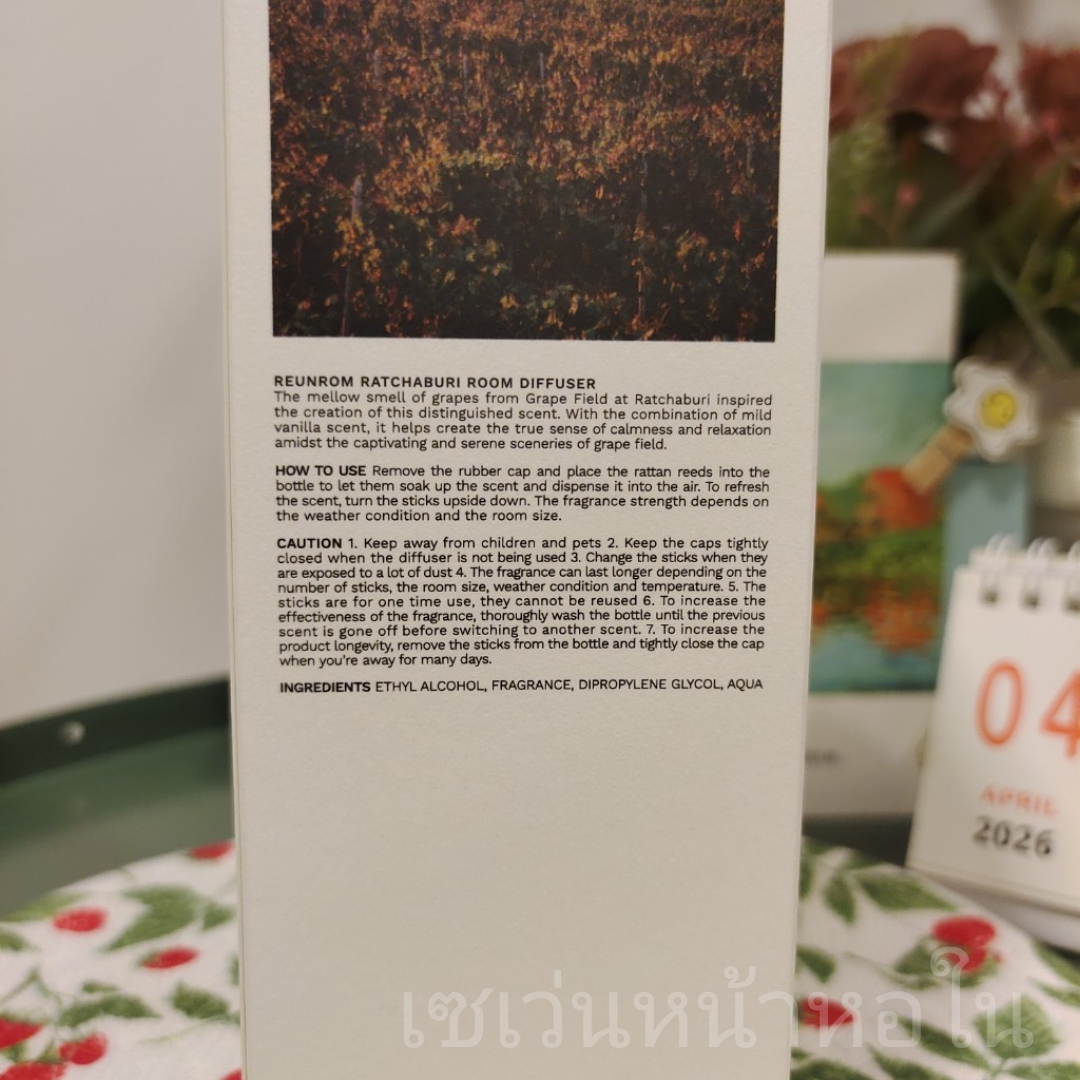 REUNROM RATCHABURI ROOM DIFFUSER
The mellow smell of grapes from Grape Field at Ratchaburi inspired
the creation of this distinguished scent. With the combination of mild
vanilla scent, it helps create the true sense of calmness and relaxation
amidst the captivating and serene sceneries of grape field.
HOW TO USE Remove the rubber cap and place the rattan reeds into the
bottle to let them soak up the scent and dispense it into the air. To refresh
the scent, turn the sticks upside down. The fragrance strength depends on
the weather condition and the room size.
CAUTION 1. Keep away from children and pets 2. Keep the caps tightly
closed when the diffuser is not being used 3. Change the sticks when they
are exposed to a lot of dust 4. The fragrance can last longer depending on the
number of sticks, the room size, weather condition and temperature. 5. The
sticks are for one time use, they cannot be reused 6. To increase the
effectiveness of the fragrance, thoroughly wash the bottle until the previous
scent is gone off before switching to another scent. 7. To increase the
product longevity, remove the sticks from the bottle and tightly close the cap
when you're away for many days.
INGREDIENTS ETHYL ALCOHOL, FRAGRANCE, DIPROPYLENE GLYCOL, AQUA
04
APRIL
2026
เซเว่นหน้าหอใน